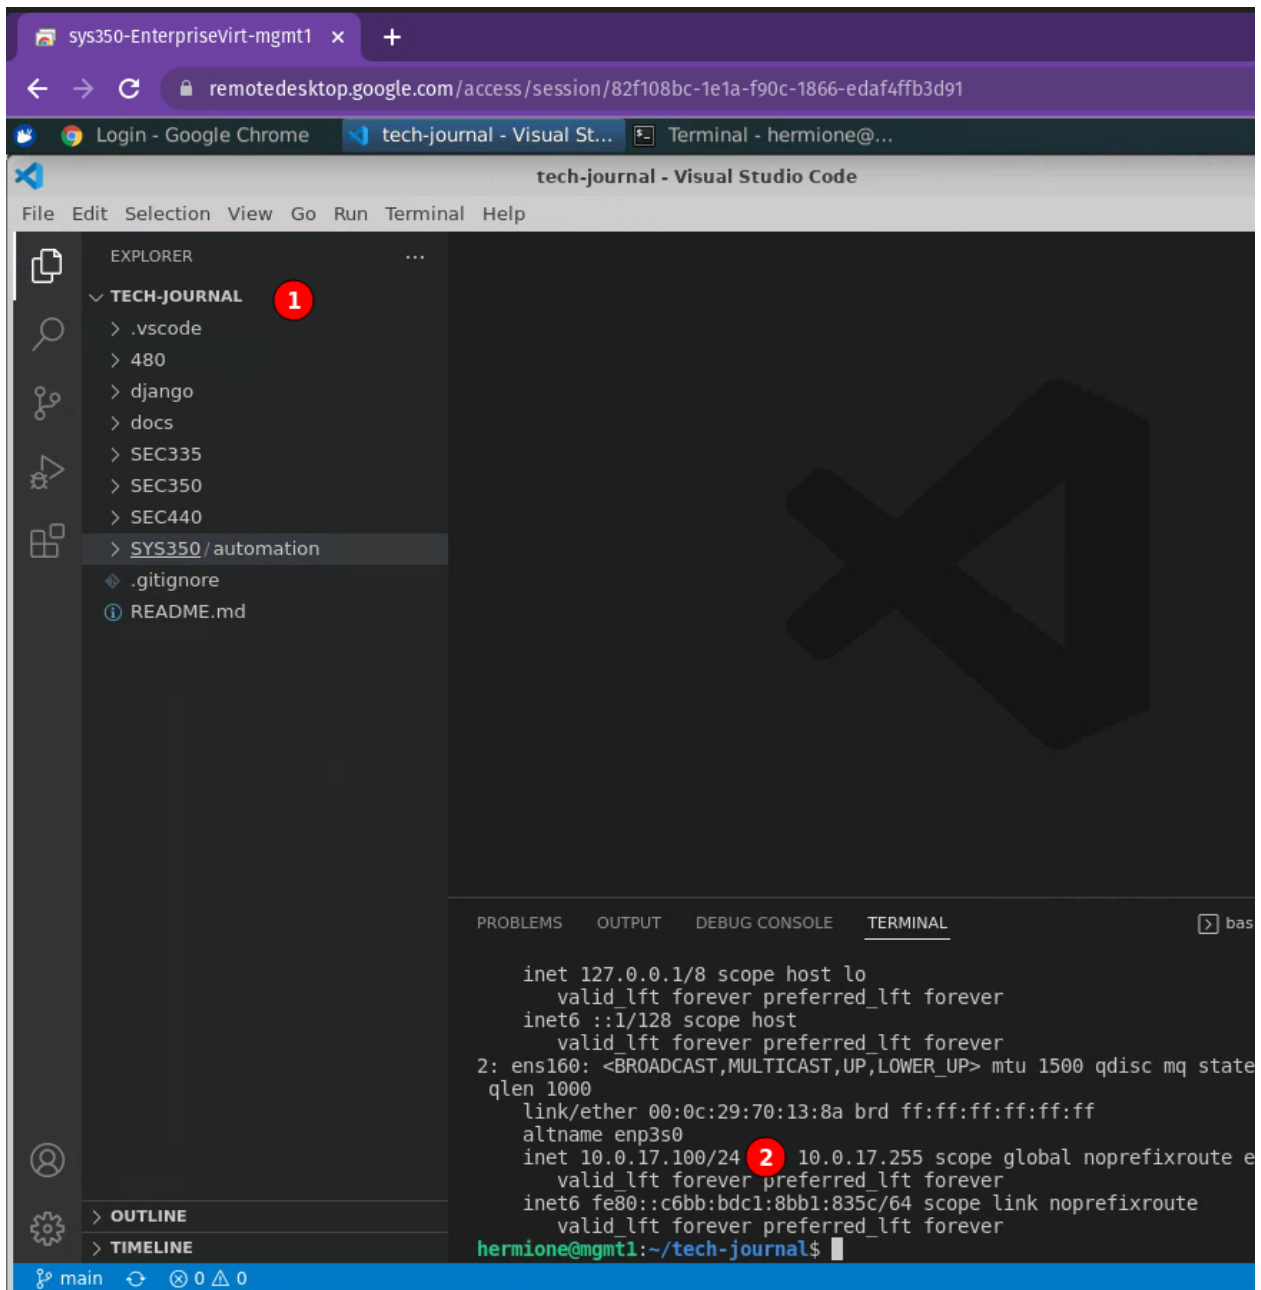 sys350-EnterpriseVirt-mgmt1
remotedesktop.google.com/access/session/82f108bc-1e1a-f90c-1866-edaf4ffb3d91
Login - Google Chrome tech-journal - Visual St... Terminal - hermione@...
tech-journal - Visual Studio Code
File Edit Selection View Go Run Terminal Help
EXPLORER
TECH-JOURNAL 1
.vscode
480
django
docs
SEC335
SEC350
SEC440
SYS350/automation
.gitignore
README.md
OUTLINE
TIMELINE
PROBLEMS OUTPUT DEBUG CONSOLE TERMINAL bas
inet 127.0.0.1/8 scope host lo
valid_lft forever preferred_lft forever
inet6 ::1/128 scope host
valid_lft forever preferred_lft forever
2: ens160: <BROADCAST,MULTICAST,UP,LOWER_UP> mtu 1500 qdisc mq state
qlen 1000
link/ether 00:0c:29:70:13:8a brd ff:ff:ff:ff:ff:ff
altname enp3s0
inet 10.0.17.100/24 2 10.0.17.255 scope global noprefixroute e
valid_lft forever preferred_lft forever
inet6 fe80::c6bb:bdc1:8bb1:835c/64 scope link noprefixroute
valid_lft forever preferred_lft forever
hermione@mgmt1:~/tech-journal$
main 0 0